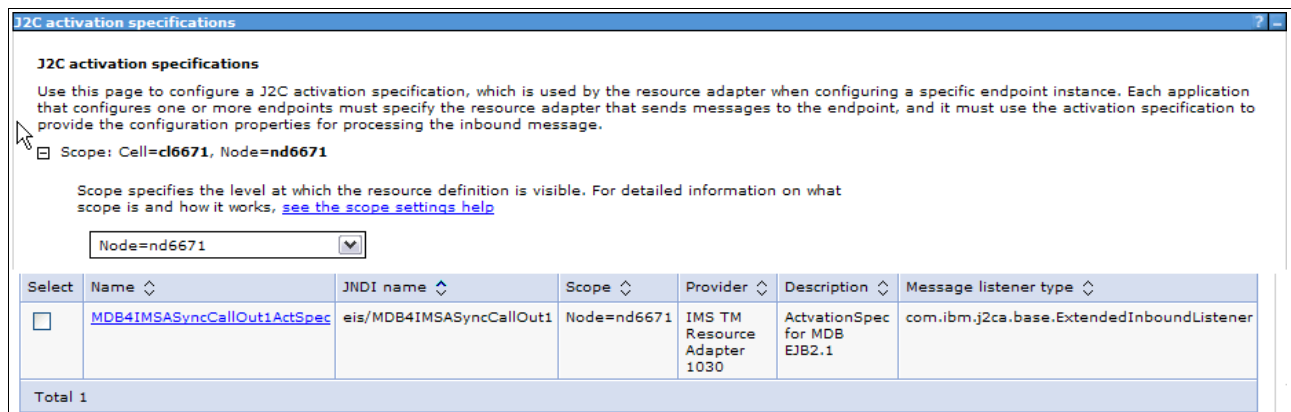 J2C activation specifications ? –
J2C activation specifications
Use this page to configure a J2C activation specification, which is used by the resource adapter when configuring a specific endpoint instance. Each application
that configures one or more endpoints must specify the resource adapter that sends messages to the endpoint, and it must use the activation specification to
provide the configuration properties for processing the inbound message.
Scope: Cell=cl6671, Node=nd6671
Scope specifies the level at which the resource definition is visible. For detailed information on what
scope is and how it works, see the scope settings help
Node=nd6671
Select Name JNDI name Scope Provider Description Message listener type
MDB4IMSASyncCallOut1ActSpec eis/MDB4IMSASyncCallOut1 Node=nd6671 IMS TM ActvationSpec com.ibm.j2ca.base.ExtendedInboundListener
Resource for MDB
Adapter EJB2.1
1030
Total 1